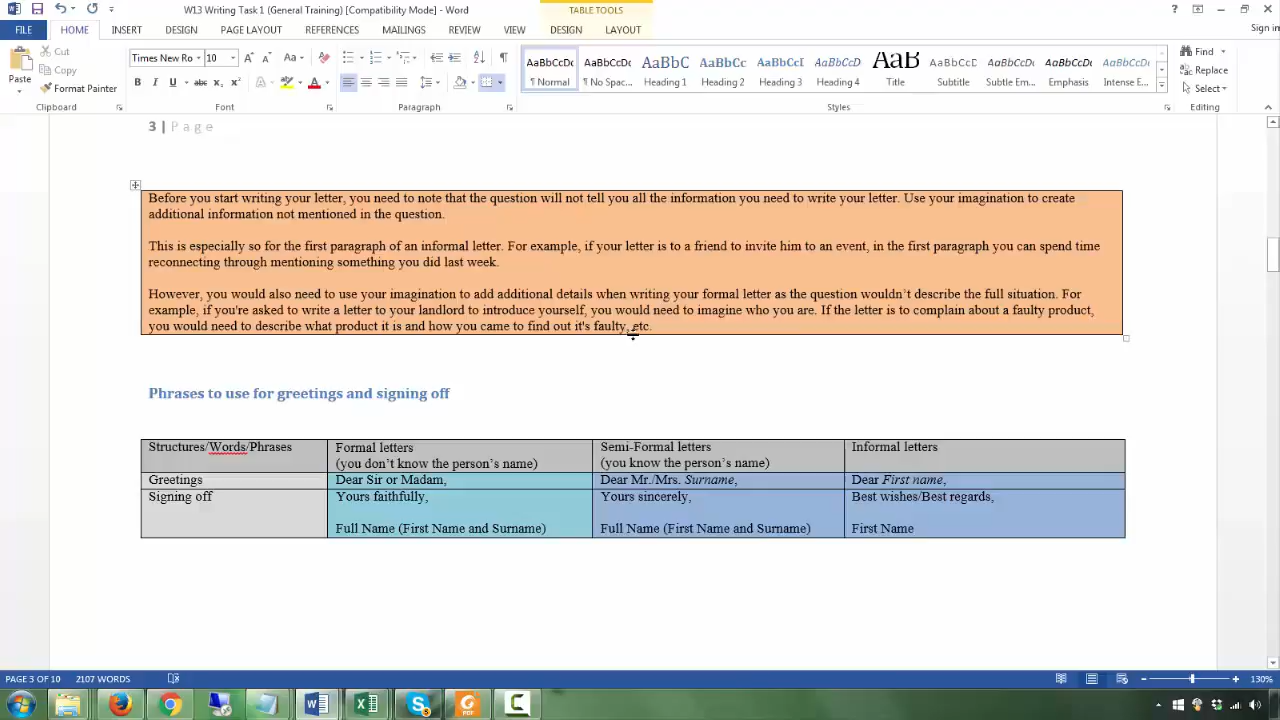 W13 Writing Task 1 (General Training) [Compatibility Mode] - Word
TABLE TOOLS
Sign in
FILE HOME INSERT DESIGN PAGE LAYOUT REFERENCES MAILINGS REVIEW VIEW DESIGN LAYOUT
Paste
Cut
Copy
Format Painter
Times New Ro 10
AaBbCcDc AaBbCcDc AaBbC AaBbCc AaBbCcI AaBbCcD AaB AaBbCcD AaBbCcDi AaBbCcDi AaBbCcDi
¶ Normal ¶ No Spac... Heading 1 Heading 2 Heading 3 Heading 4 Title Subtitle Subtle Em... Emphasis Intense E...
Find
Replace
Select
Clipboard Font Paragraph Styles Editing
3 | Page
Before you start writing your letter, you need to note that the question will not tell you all the information you need to write your letter. Use your imagination to create
additional information not mentioned in the question.
This is especially so for the first paragraph of an informal letter. For example, if your letter is to a friend to invite him to an event, in the first paragraph you can spend time
reconnecting through mentioning something you did last week.
However, you would also need to use your imagination to add additional details when writing your formal letter as the question wouldn't describe the full situation. For
example, if you're asked to write a letter to your landlord to introduce yourself, you would need to imagine who you are. If the letter is to complain about a faulty product,
you would need to describe what product it is and how you came to find out it's faulty, etc.
Phrases to use for greetings and signing off
Structures/Words/Phrases
Formal letters
(you don't know the person's name)
Semi-Formal letters
(you know the person's name)
Informal letters
Greetings
Dear Sir or Madam,
Dear Mr./Mrs. Surname,
Dear First name,
Signing off
Yours faithfully,
Full Name (First Name and Surname)
Yours sincerely,
Full Name (First Name and Surname)
Best wishes/Best regards,
First Name
PAGE 3 OF 10 2107 WORDS 130%